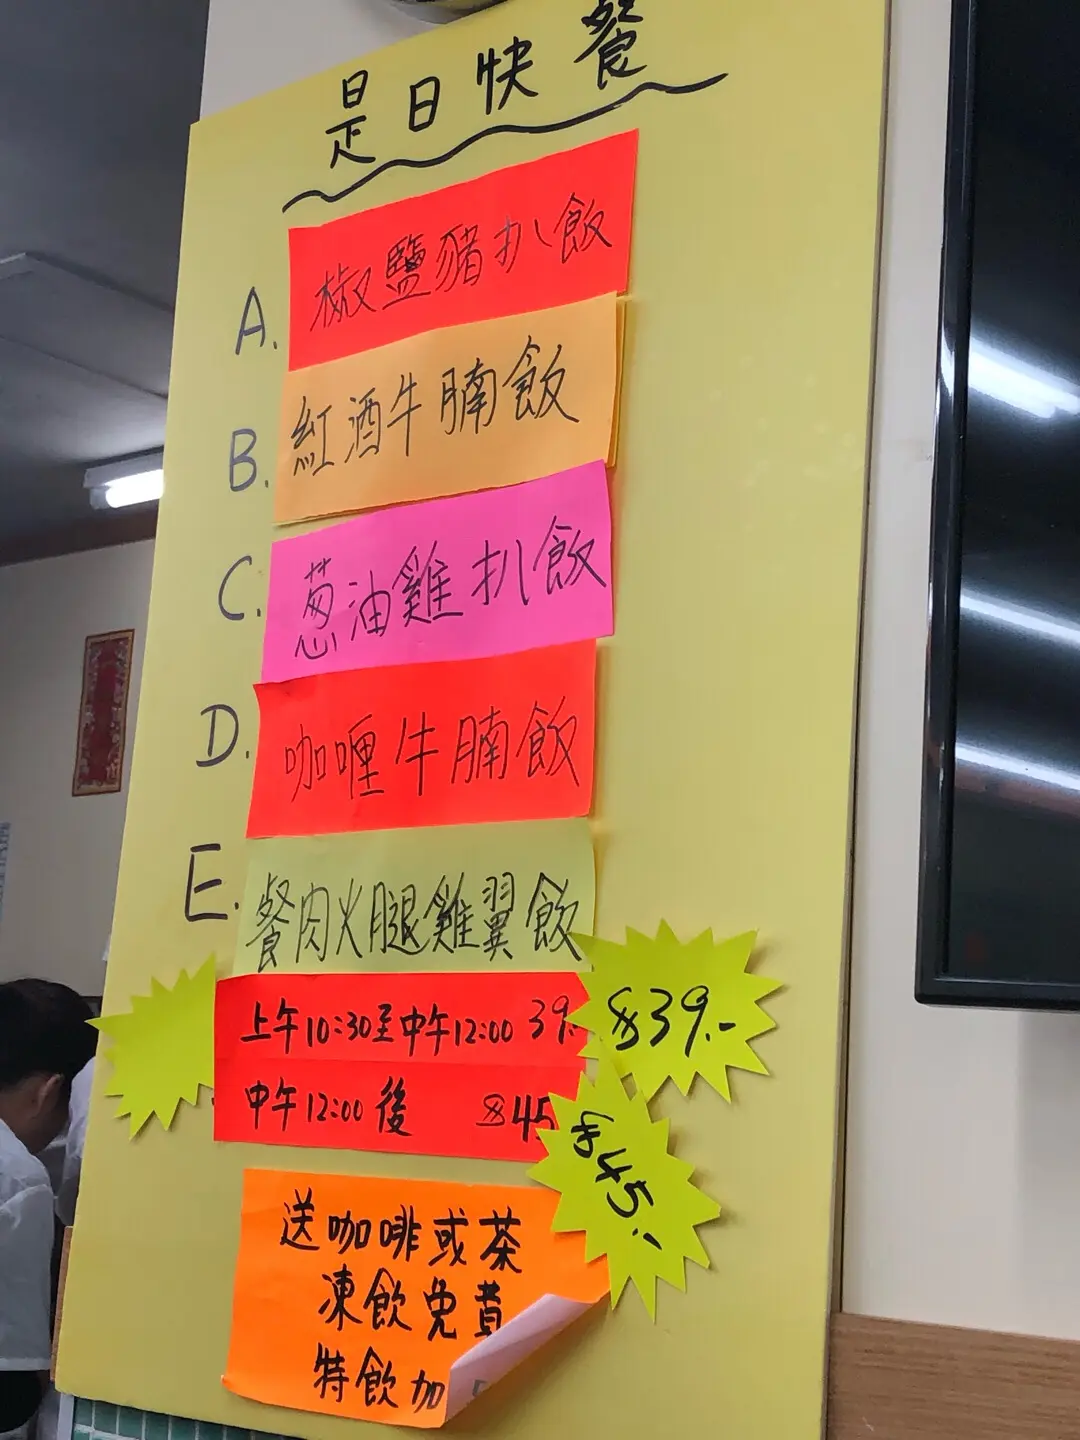 是日快餐
A. 椒鹽豬扒飯
B. 紅酒牛腩飯
C. 葱油雞扒飯
D. 咖喱牛腩飯
E. 餐肉火腿雞翼飯
上午10:30至中午12:00 39.
$39.-
中午12:00後 $45
$45.-
送咖啡或茶
凍飲免費
特飲加